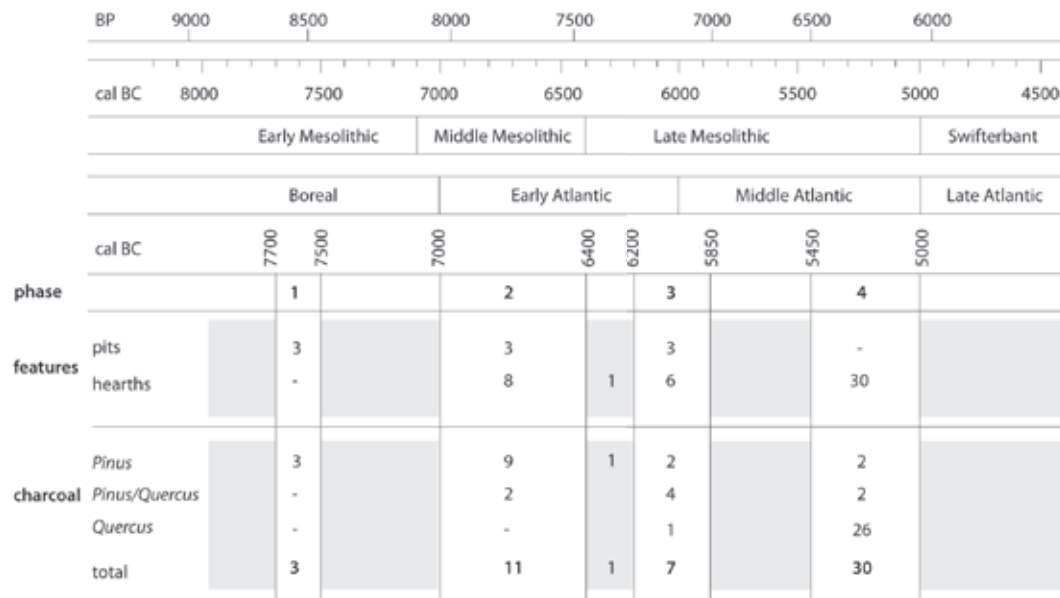 BP 9000 8500 8000 7500 7000 6500 6000
cal BC 8000 7500 7000 6500 6000 5500 5000 4500
Early Mesolithic Middle Mesolithic Late Mesolithic Swifterbant
Boreal Early Atlantic Middle Atlantic Late Atlantic
cal BC 7700 7500 7000 6400 6200 5850 5450 5000
phase 1 2 3 4
features
pits 3 3 3 -
hearths - 8 1 6 30
charcoal
Pinus 3 9 1 2 2
Pinus/Quercus - 2 4 2
Quercus - - 1 26
total 3 11 1 7 30